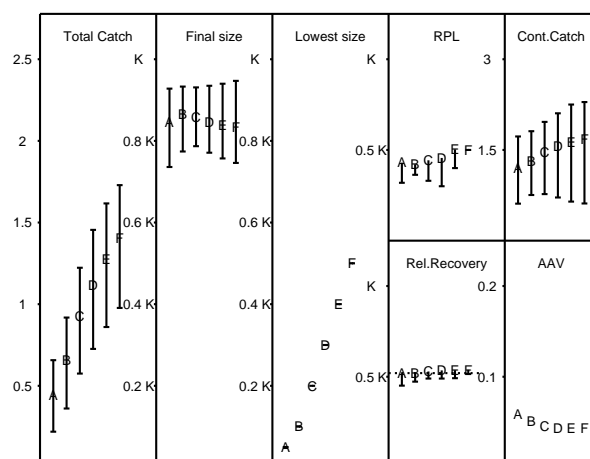 Total Catch Final size Lowest size RPL Cont.Catch
2.5 K K K 3
2 0.8 K 0.8 K 0.5 K 1.5
A B C D E F
A B C D E F
A B C D E F
1.5 0.6 K 0.6 K
A B C D E F
Rel.Recovery AAV
1 0.4 K 0.4 K K 0.2
A B C D E F
0.5 0.2 K 0.2 K 0.5 K 0.1
A B C D E F
A B C D E F
A B C D E F